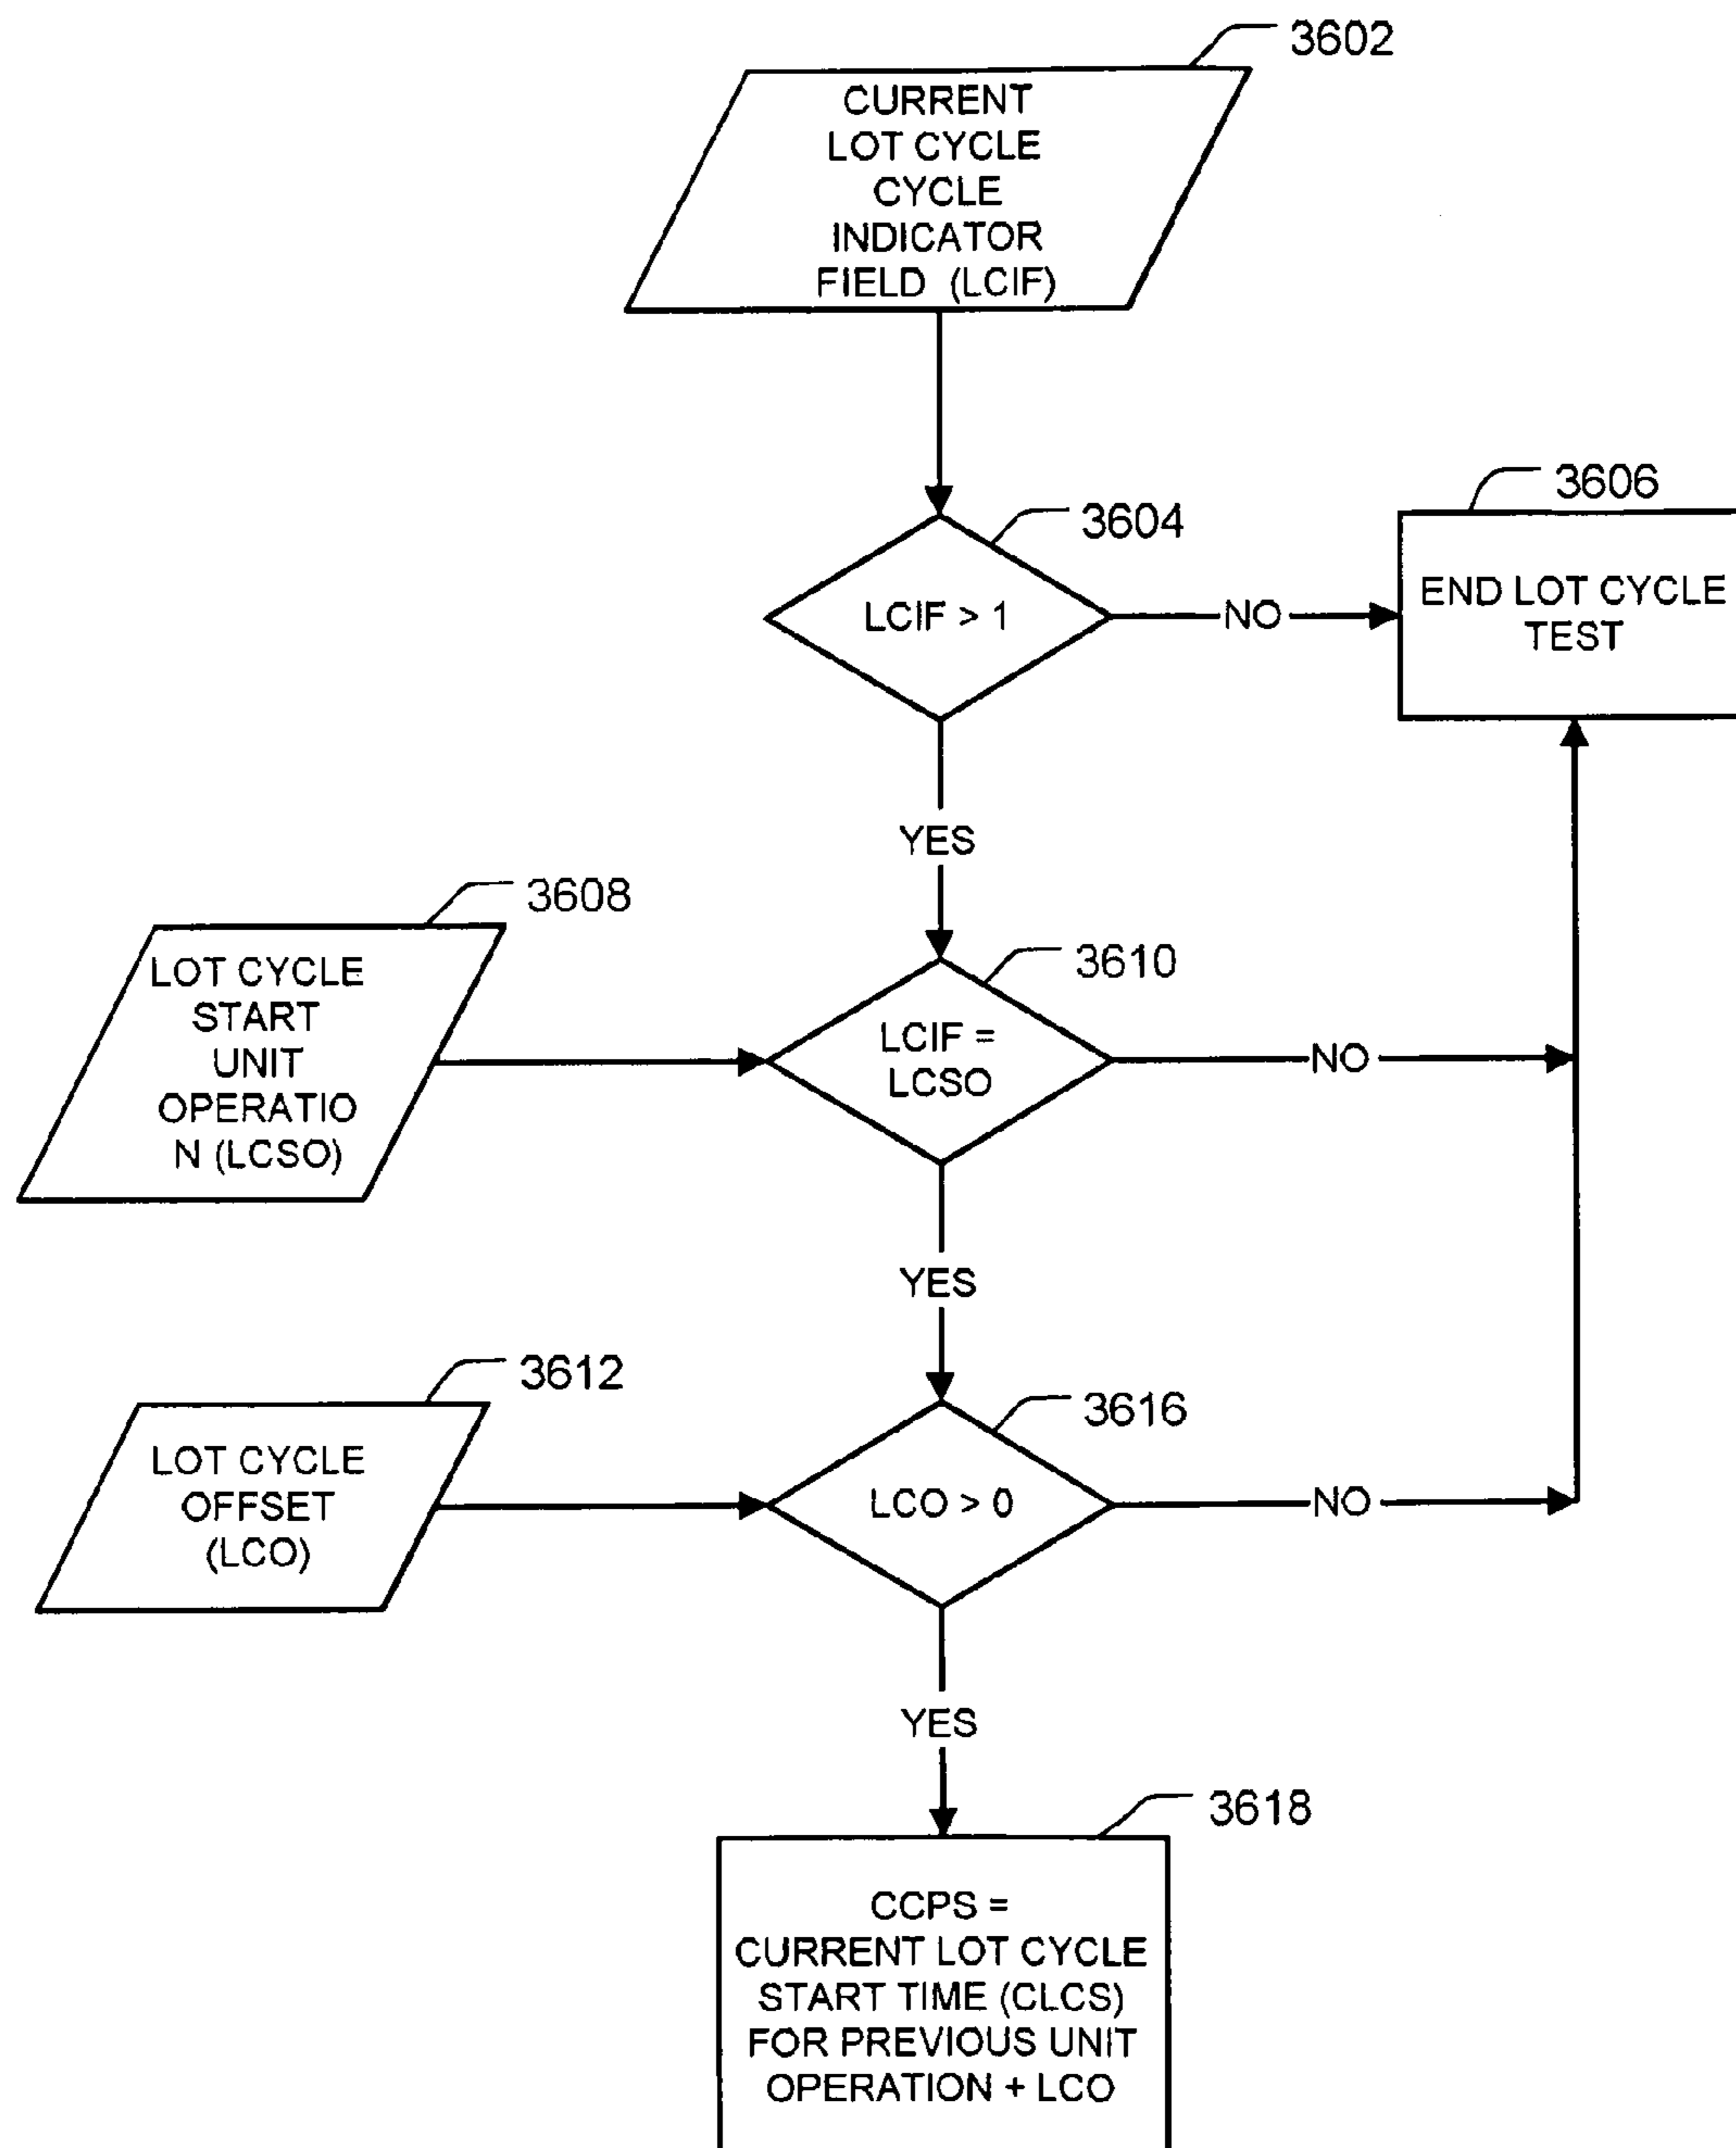 3602
CURRENT
LOT CYCLE
CYCLE
INDICATOR
FIELD (LCIF)
3604
LCIF > 1
NO
3606
END LOT CYCLE
TEST
YES
3608
LOT CYCLE
START
UNIT
OPERATIO
N (LCSO)
3610
LCIF =
LCSO
NO
YES
3612
LOT CYCLE
OFFSET
(LCO)
3616
LCO > 0
NO
YES
3618
CCPS =
CURRENT LOT CYCLE
START TIME (CLCS)
FOR PREVIOUS UNIT
OPERATION + LCO